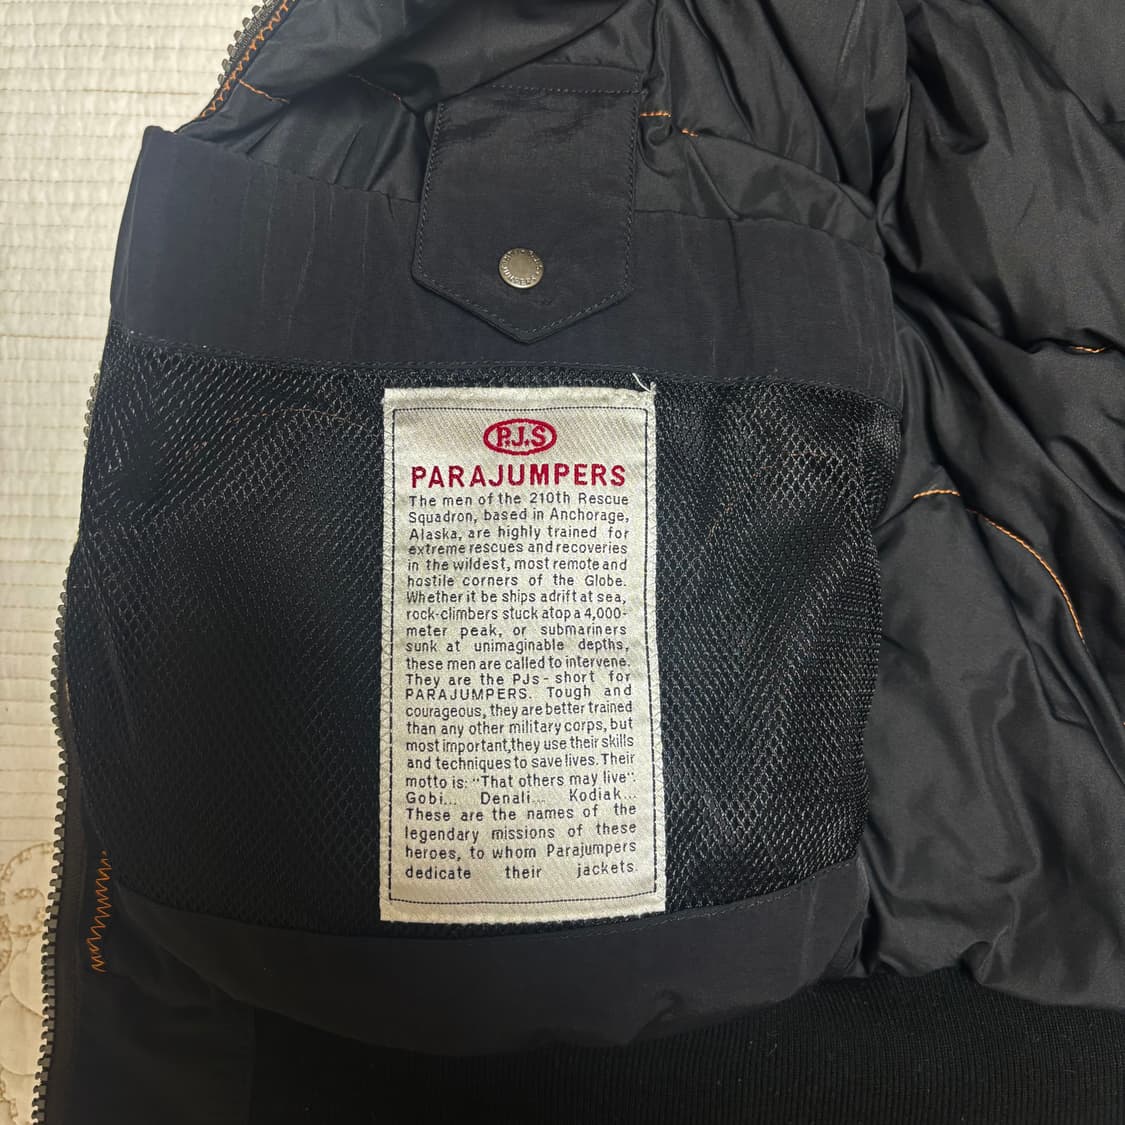 P.J.S
PARAJUMPERS
The men of the 210th Rescue
Squadron, based in Anchorage,
Alaska, are highly trained for
extreme rescues and recoveries
in the wildest, most remote and
hostile corners of the Globe.
Whether it be ships adrift at sea,
rock-climbers stuck atop a 4,000-
meter peak, or submariners
sunk at unimaginable depths,
these men are called to intervene.
They are the PJs - short for
PARAJUMPERS. Tough and
courageous, they are better trained
than any other military corps, but
most important,they use their skills
and techniques to save lives. Their
motto is: "That others may live".
Gobi... Denali... Kodiak...
These are the names of the
legendary missions of these
heroes, to whom Parajumpers
dedicate their jackets.